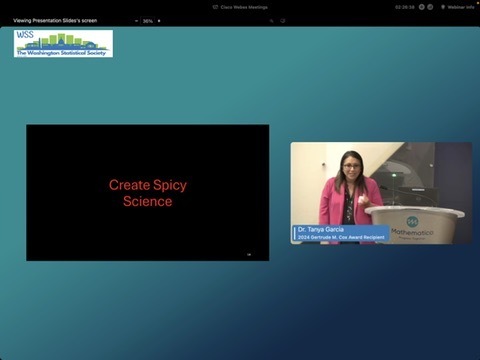 Cisco Webex Meetings
02:26:38
Webinar Info
Viewing Presentation Slides's screen
36%
WSS
The Washington Statistical Society
Create Spicy
Science
Dr. Tanya Garcia
2024 Gertrude M. Cox Award Recipient
Mathematica